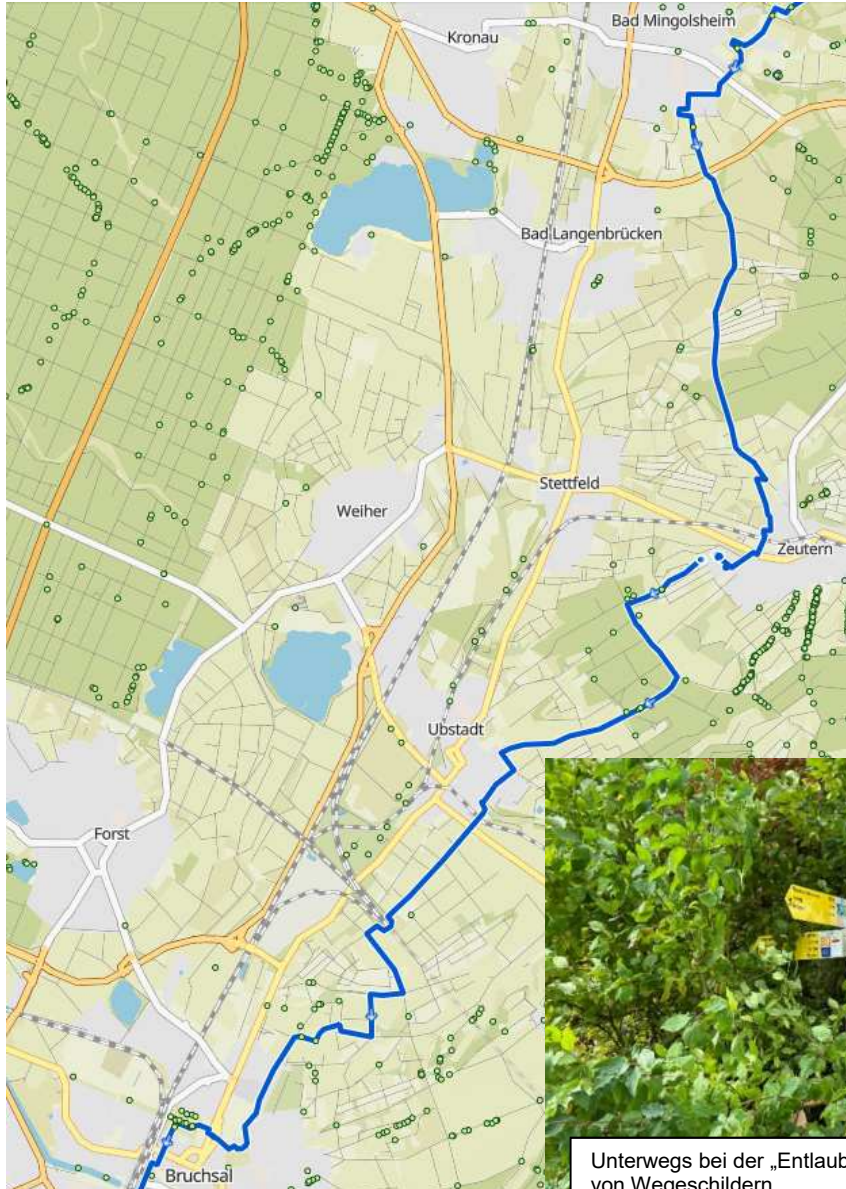 Bad Mingolsheim
Kronau
Bad Langenbrücken
Stettfeld
Weiher
Zeutern
Ubstadt
Forst
Bruchsal
Unterwegs bei der „Entlaub
von Wegeschildern